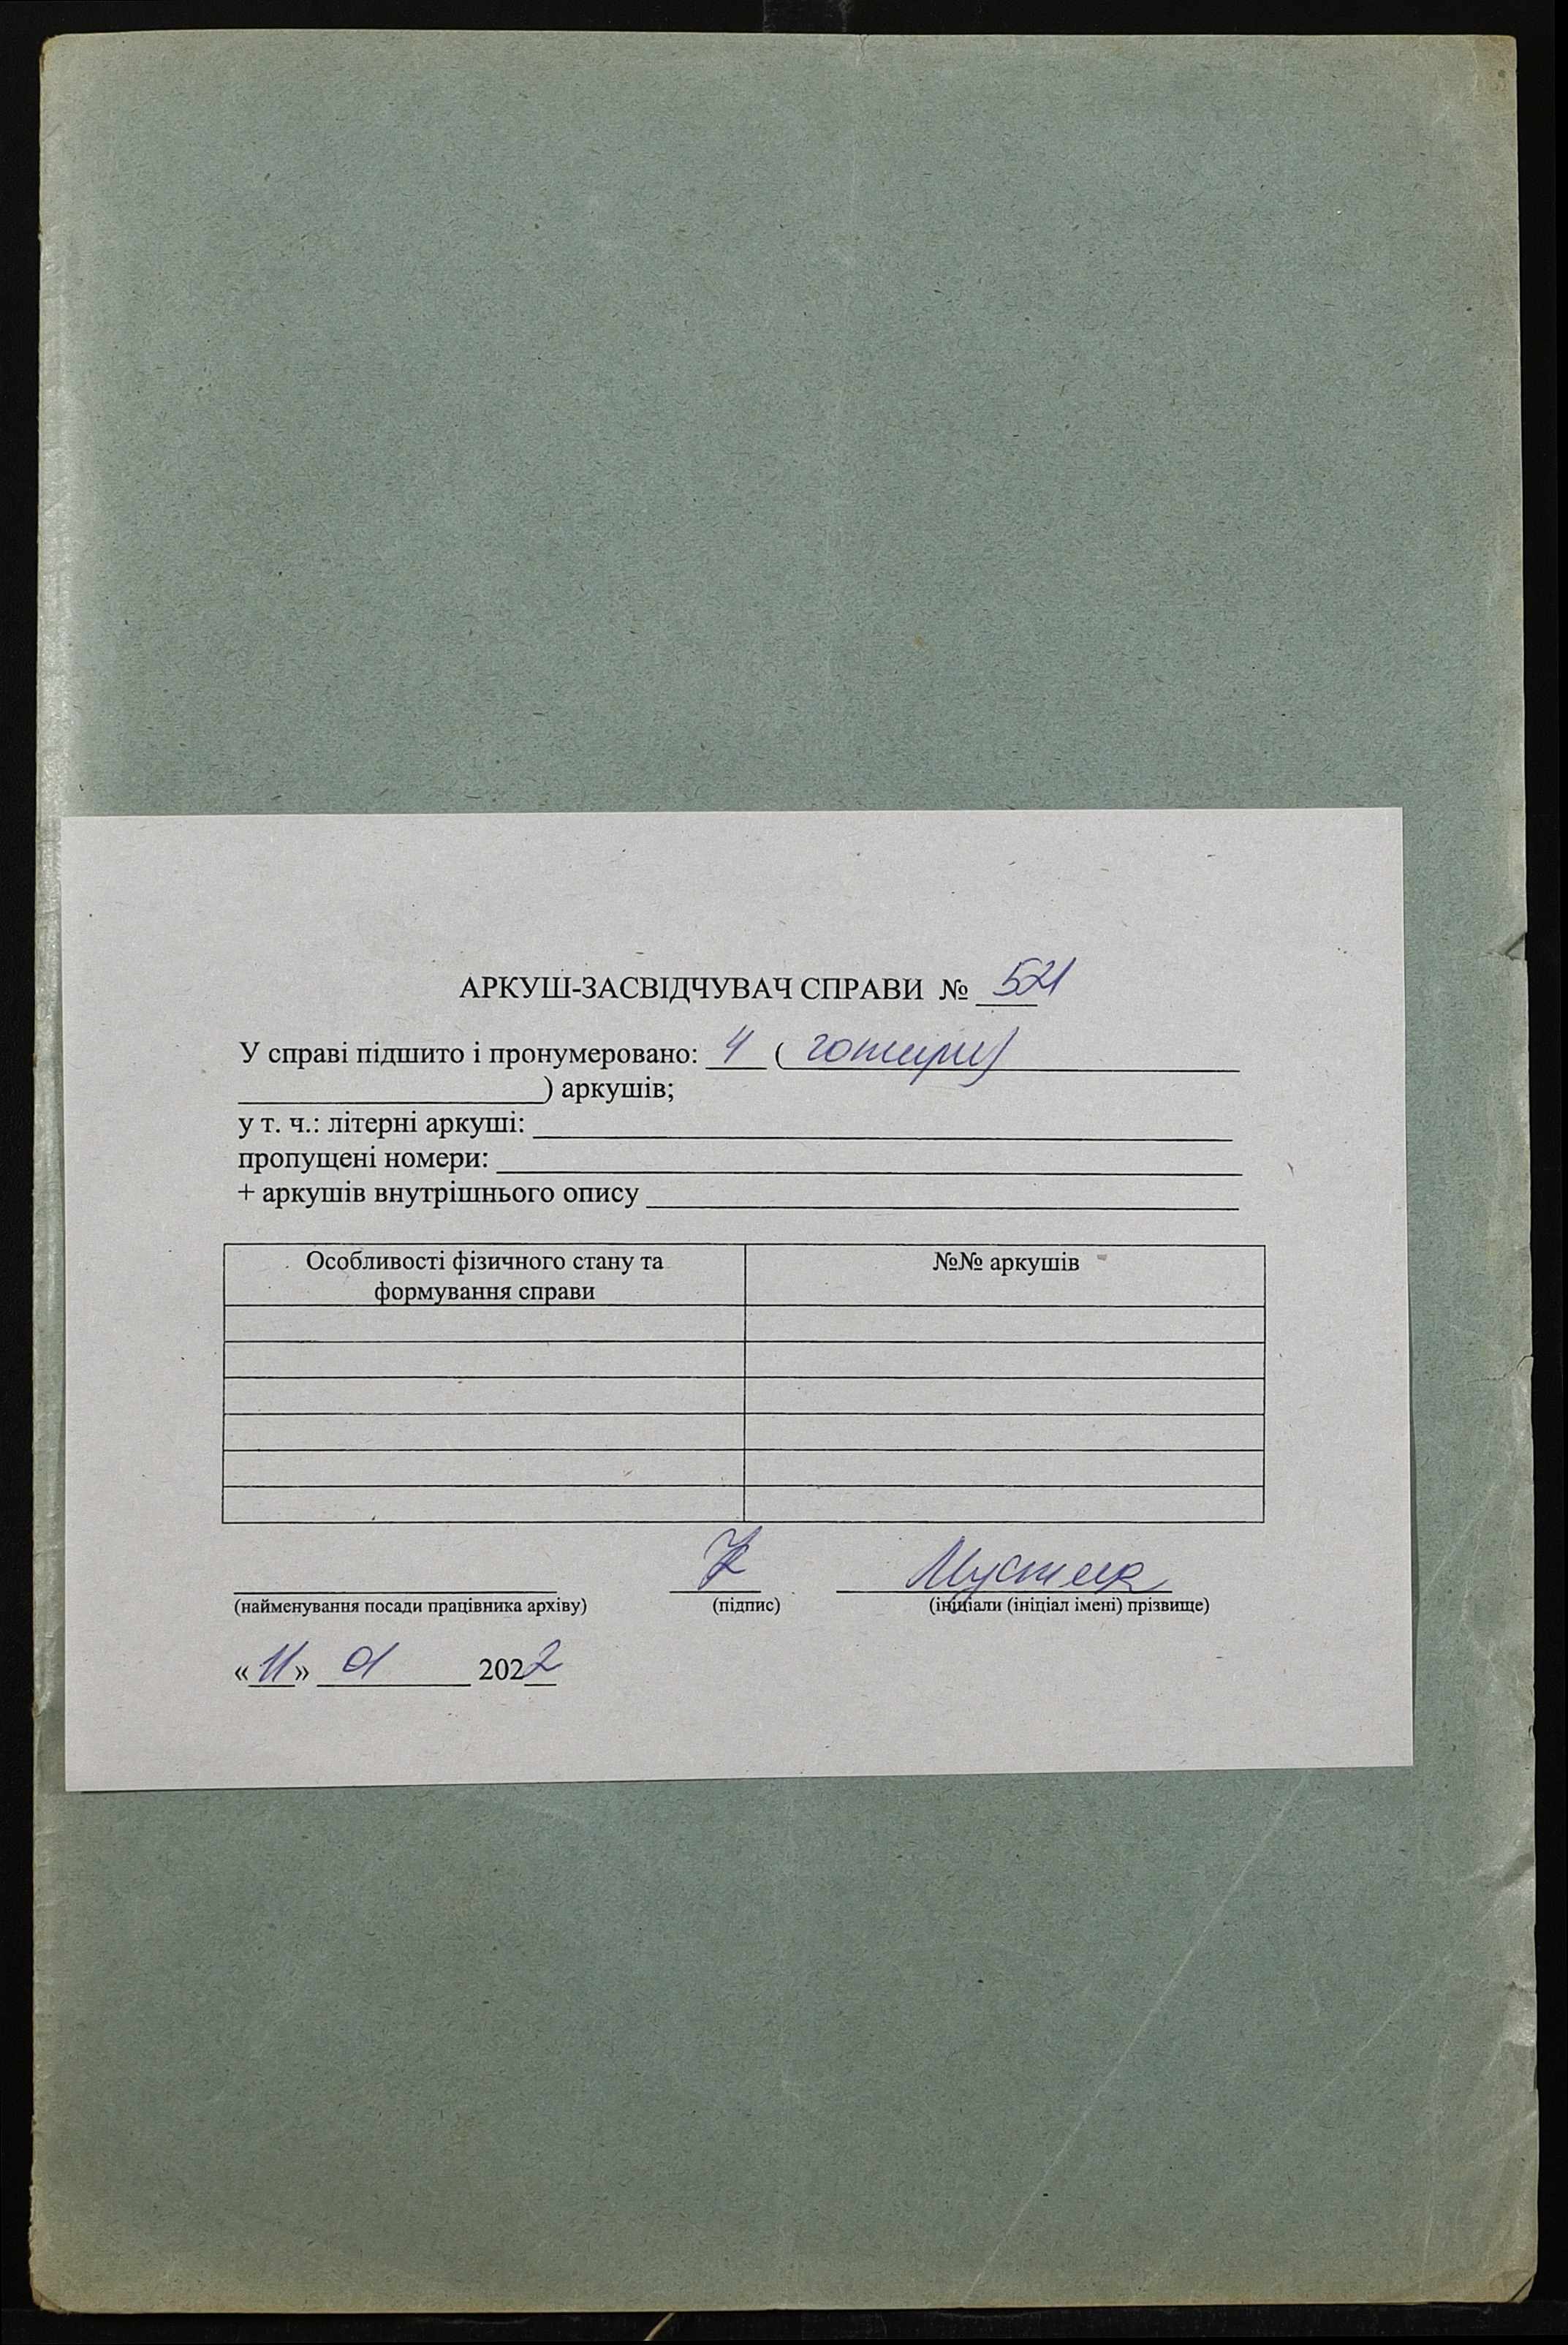 АРКУШ-ЗАСВІДЧУВАЧ СПРАВИ № 521
У справі підшито і пронумеровано: 4 ( чотири)
) аркушів;
у т. ч.: літерні аркуші:
пропущені номери:
+ аркушів внутрішнього опису
Особливості фізичного стану та
формування справи
№№ аркушів
(найменування посади працівника архіву)
(підпис)
(ініціали (ініціал імені) прізвище)
«11» 01 2022